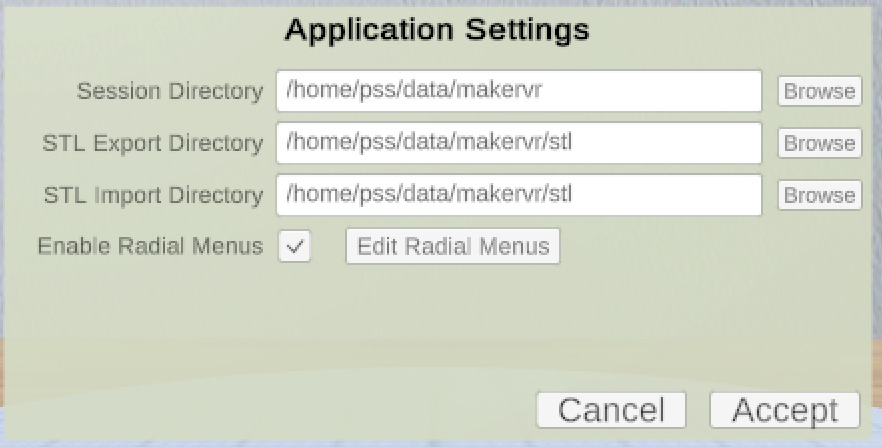 Application Settings
Session Directory /home/pss/data/makervr Browse
STL Export Directory /home/pss/data/makervr/stl Browse
STL Import Directory /home/pss/data/makervr/stl Browse
Enable Radial Menus Edit Radial Menus
Cancel Accept